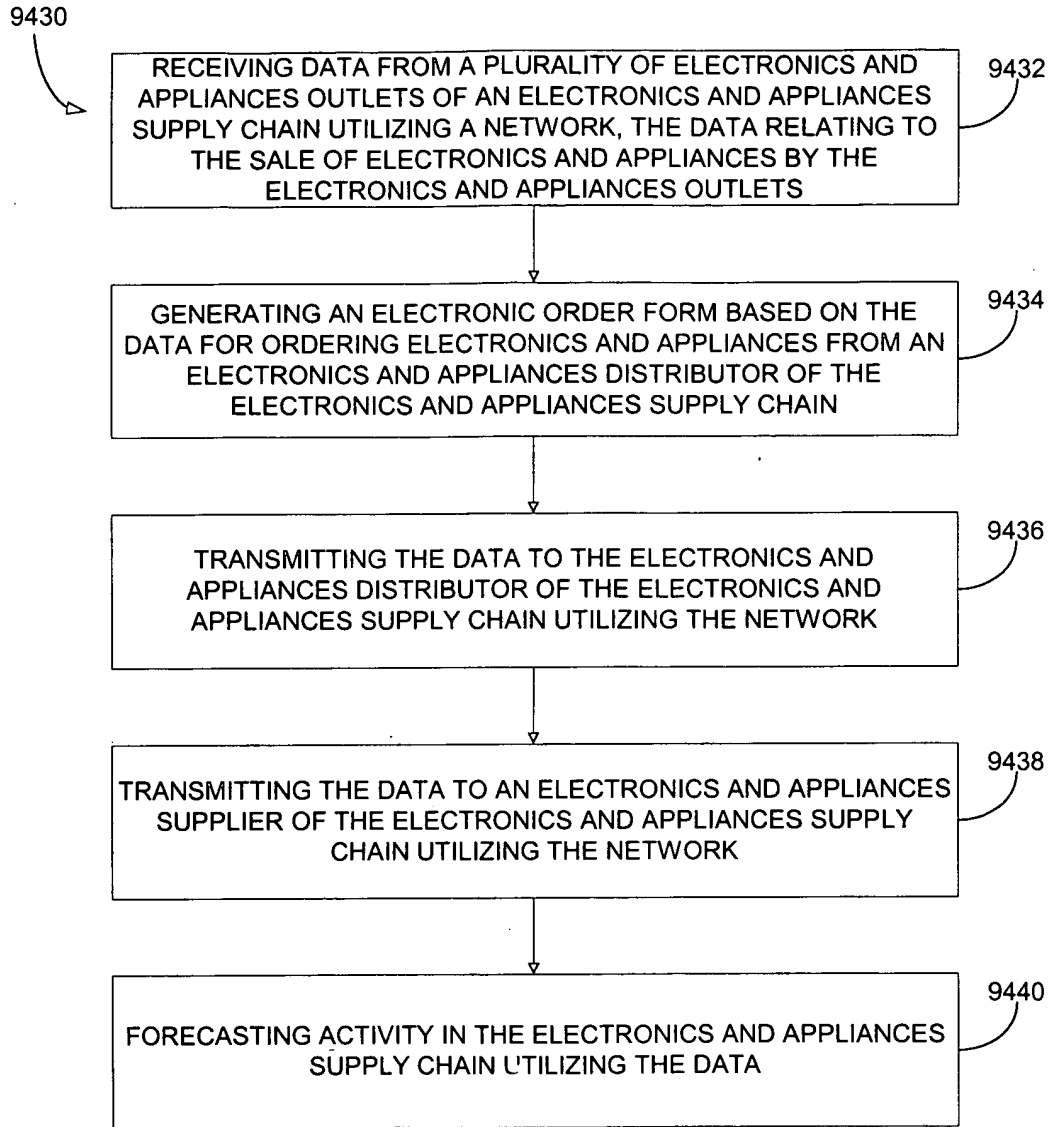 9430
RECEIVING DATA FROM A PLURALITY OF ELECTRONICS AND
APPLIANCES OUTLETS OF AN ELECTRONICS AND APPLIANCES
SUPPLY CHAIN UTILIZING A NETWORK, THE DATA RELATING TO
THE SALE OF ELECTRONICS AND APPLIANCES BY THE
ELECTRONICS AND APPLIANCES OUTLETS
9432
GENERATING AN ELECTRONIC ORDER FORM BASED ON THE
DATA FOR ORDERING ELECTRONICS AND APPLIANCES FROM AN
ELECTRONICS AND APPLIANCES DISTRIBUTOR OF THE
ELECTRONICS AND APPLIANCES SUPPLY CHAIN
9434
TRANSMITTING THE DATA TO THE ELECTRONICS AND
APPLIANCES DISTRIBUTOR OF THE ELECTRONICS AND
APPLIANCES SUPPLY CHAIN UTILIZING THE NETWORK
9436
TRANSMITTING THE DATA TO AN ELECTRONICS AND APPLIANCES
SUPPLIER OF THE ELECTRONICS AND APPLIANCES SUPPLY
CHAIN UTILIZING THE NETWORK
9438
FORECASTING ACTIVITY IN THE ELECTRONICS AND APPLIANCES
SUPPLY CHAIN UTILIZING THE DATA
9440